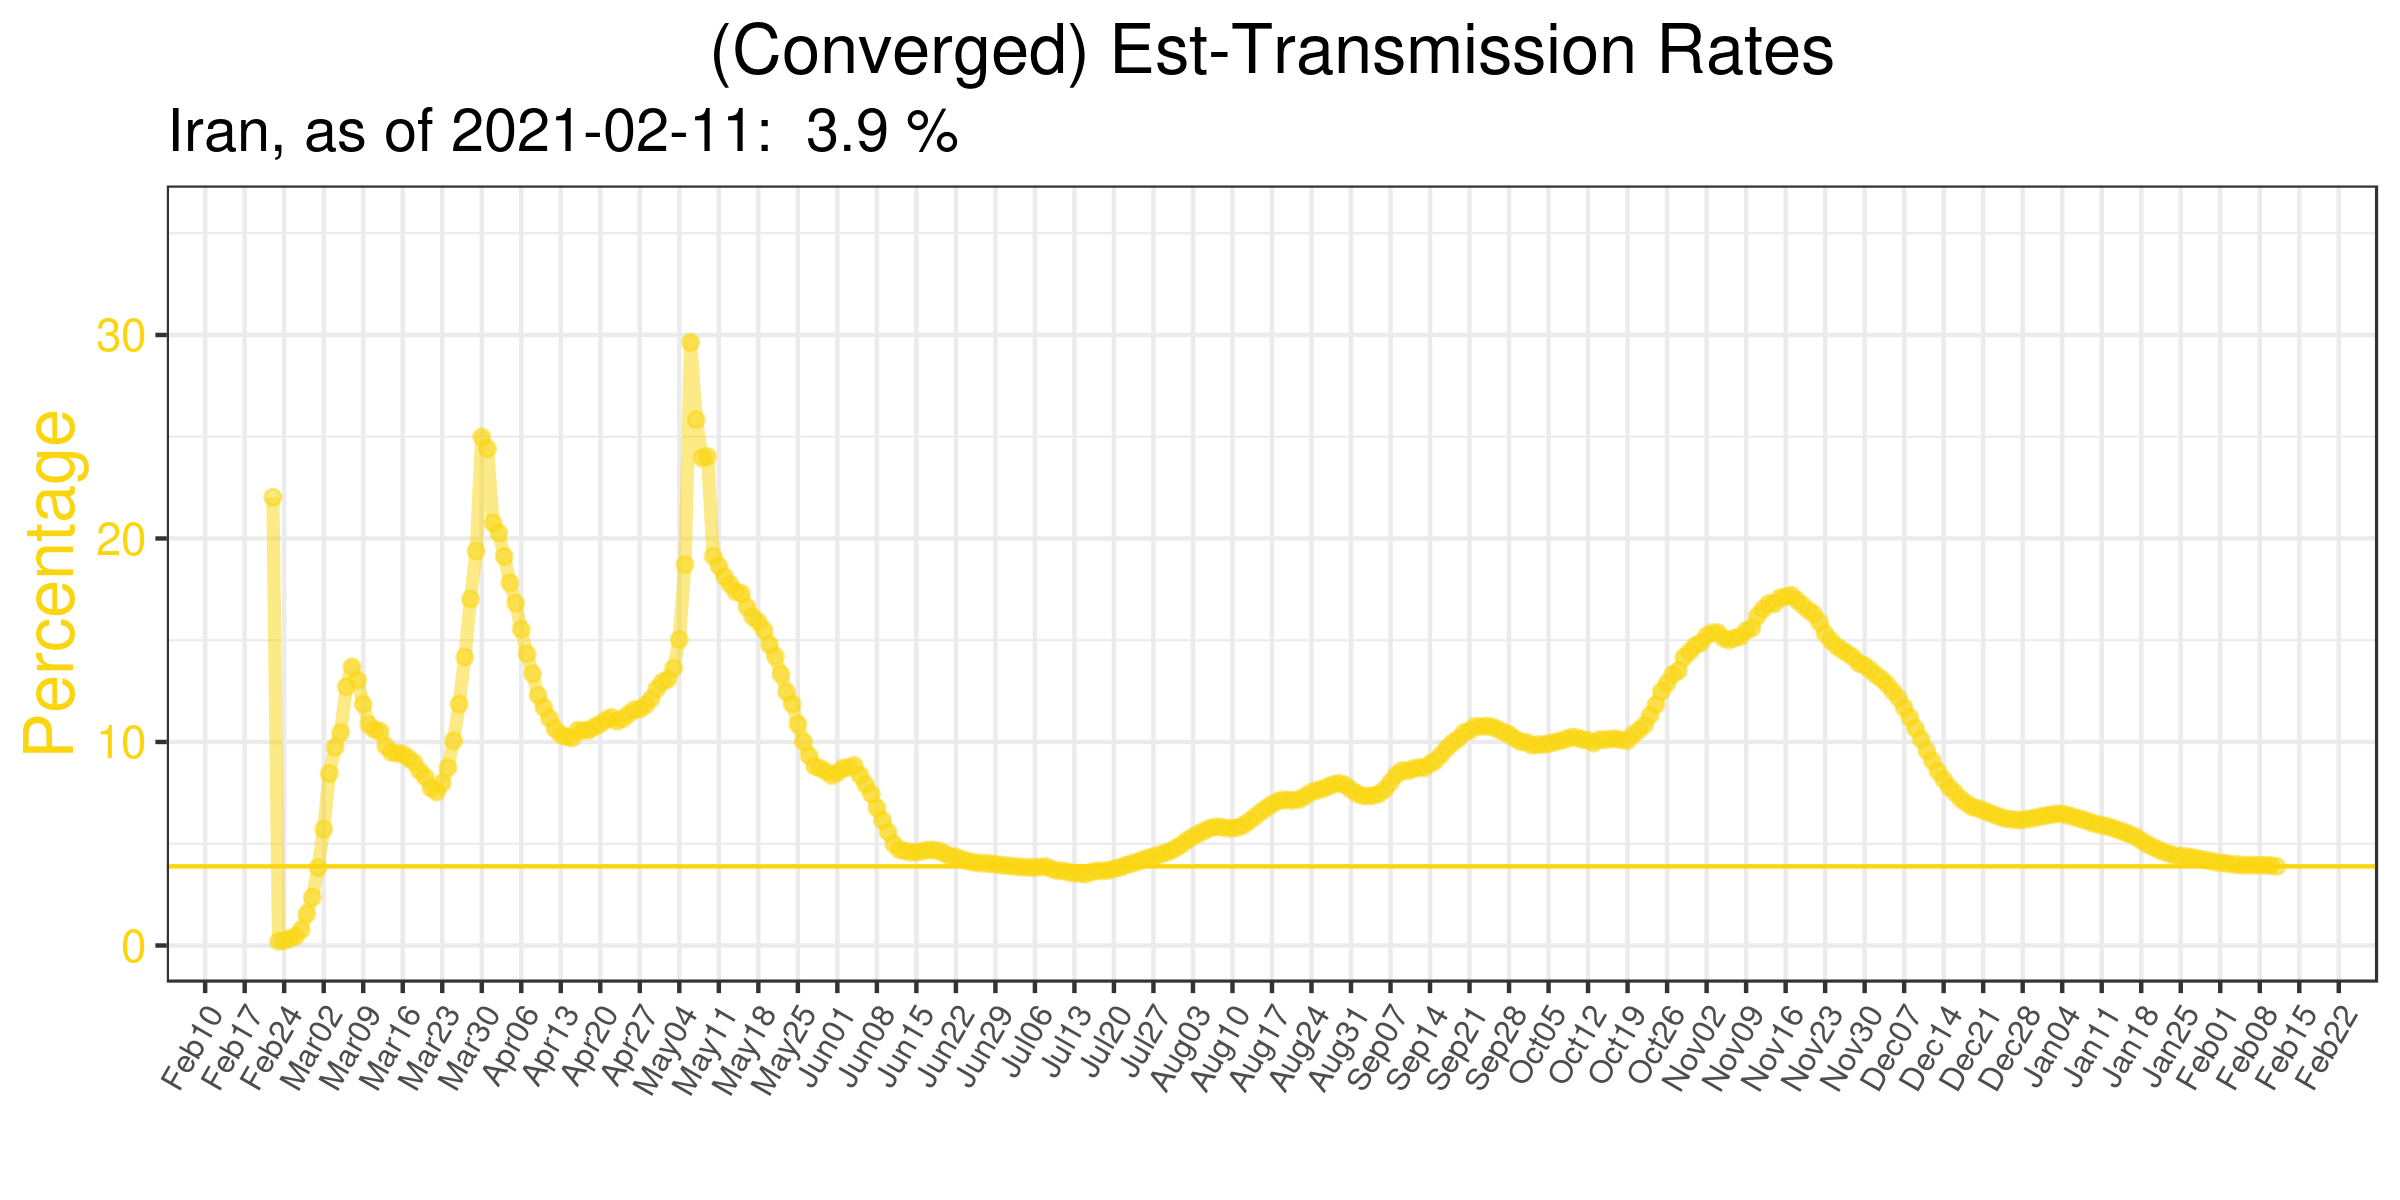 (Converged) Est-Transmission Rates
Iran, as of 2021-02-11:  3.9 %
Percentage
30
20
10
0
Feb10
Feb17
Feb24
Mar02
Mar09
Mar16
Mar23
Mar30
Apr06
Apr13
Apr20
Apr27
May04
May11
May18
May25
Jun01
Jun08
Jun15
Jun22
Jun29
Jul06
Jul13
Jul20
Jul27
Aug03
Aug10
Aug17
Aug24
Aug31
Sep07
Sep14
Sep21
Sep28
Oct05
Oct12
Oct19
Oct26
Nov02
Nov09
Nov16
Nov23
Nov30
Dec07
Dec14
Dec21
Dec28
Jan04
Jan11
Jan18
Jan25
Feb01
Feb08
Feb15
Feb22